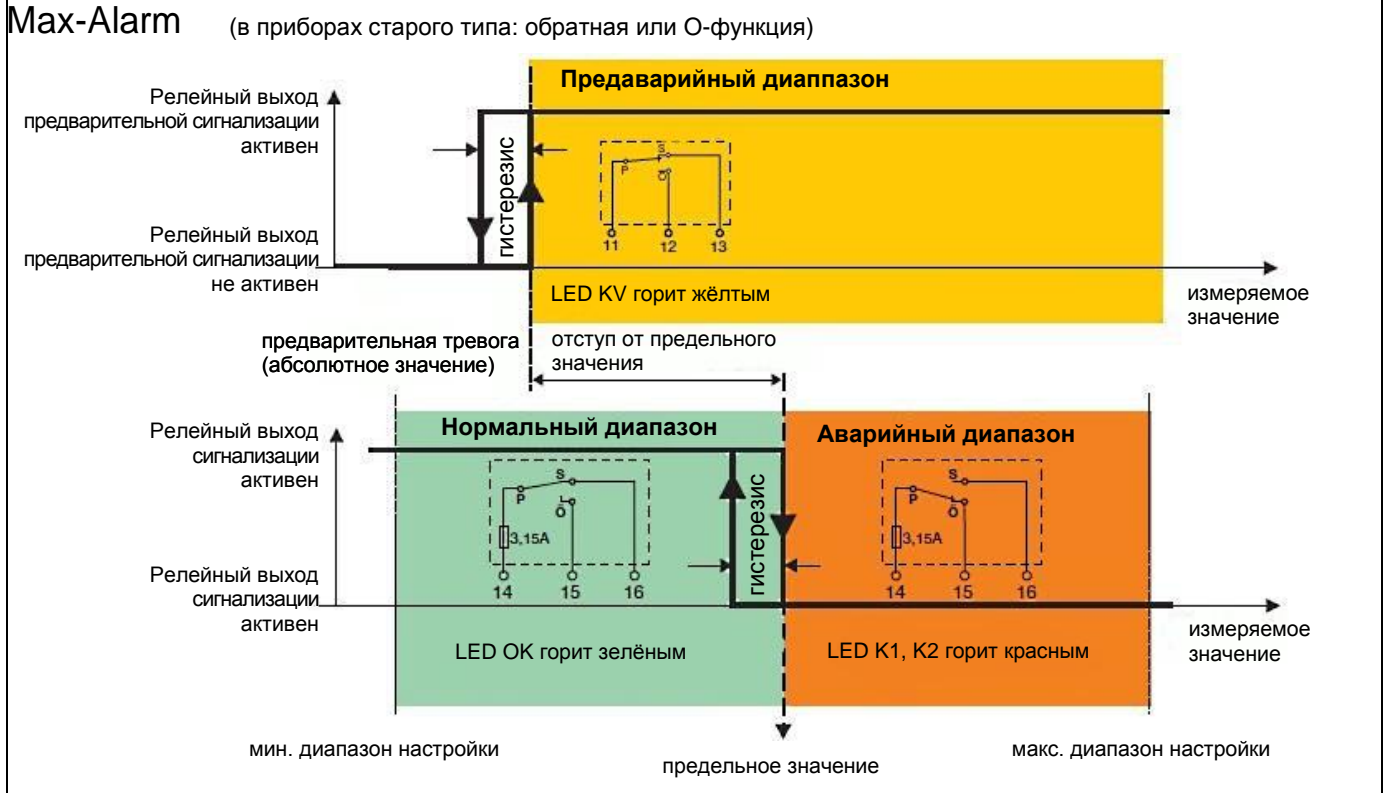 Max-Alarm (в приборах старого типа: обратная или О-функция)
Предаварийный диаппазон
Релейный выход
предварительной сигнализации
активен
гистерезис
S
P
Ö
11 12 13
Релейный выход
предварительной сигнализации
не активен
LED KV горит жёлтым
измеряемое
значение
предварительная тревога
(абсолютное значение)
отступ от предельного
значения
Нормальный диапазон
Аварийный диапазон
Релейный выход
сигнализации
активен
S
P
Ö
3,15A
14 15 16
гистерезис
S
P
Ö
3,15A
14 15 16
Релейный выход
сигнализации
активен
LED OK горит зелёным
LED K1, K2 горит красным
измеряемое
значение
мин. диапазон настройки
предельное значение
макс. диапазон настройки